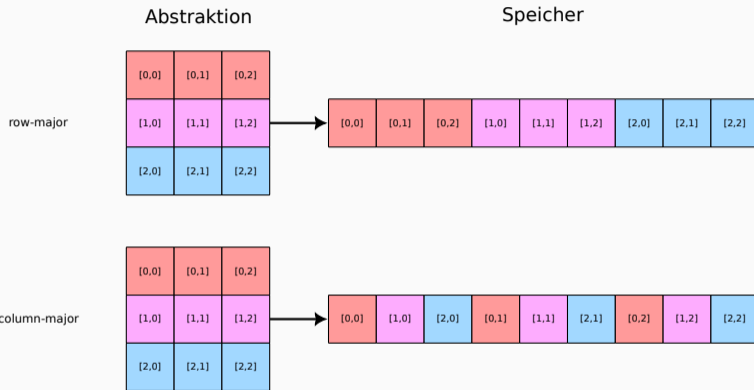 Abstraktion Speicher
[0,0] [0,1] [0,2]
row-major [1,0] [1,1] [1,2] [0,0] [0,1] [0,2] [1,0] [1,1] [1,2] [2,0] [2,1] [2,2]
[2,0] [2,1] [2,2]
[0,0] [0,1] [0,2]
column-major [1,0] [1,1] [1,2] [0,0] [1,0] [2,0] [0,1] [1,1] [2,1] [0,2] [1,2] [2,2]
[2,0] [2,1] [2,2]